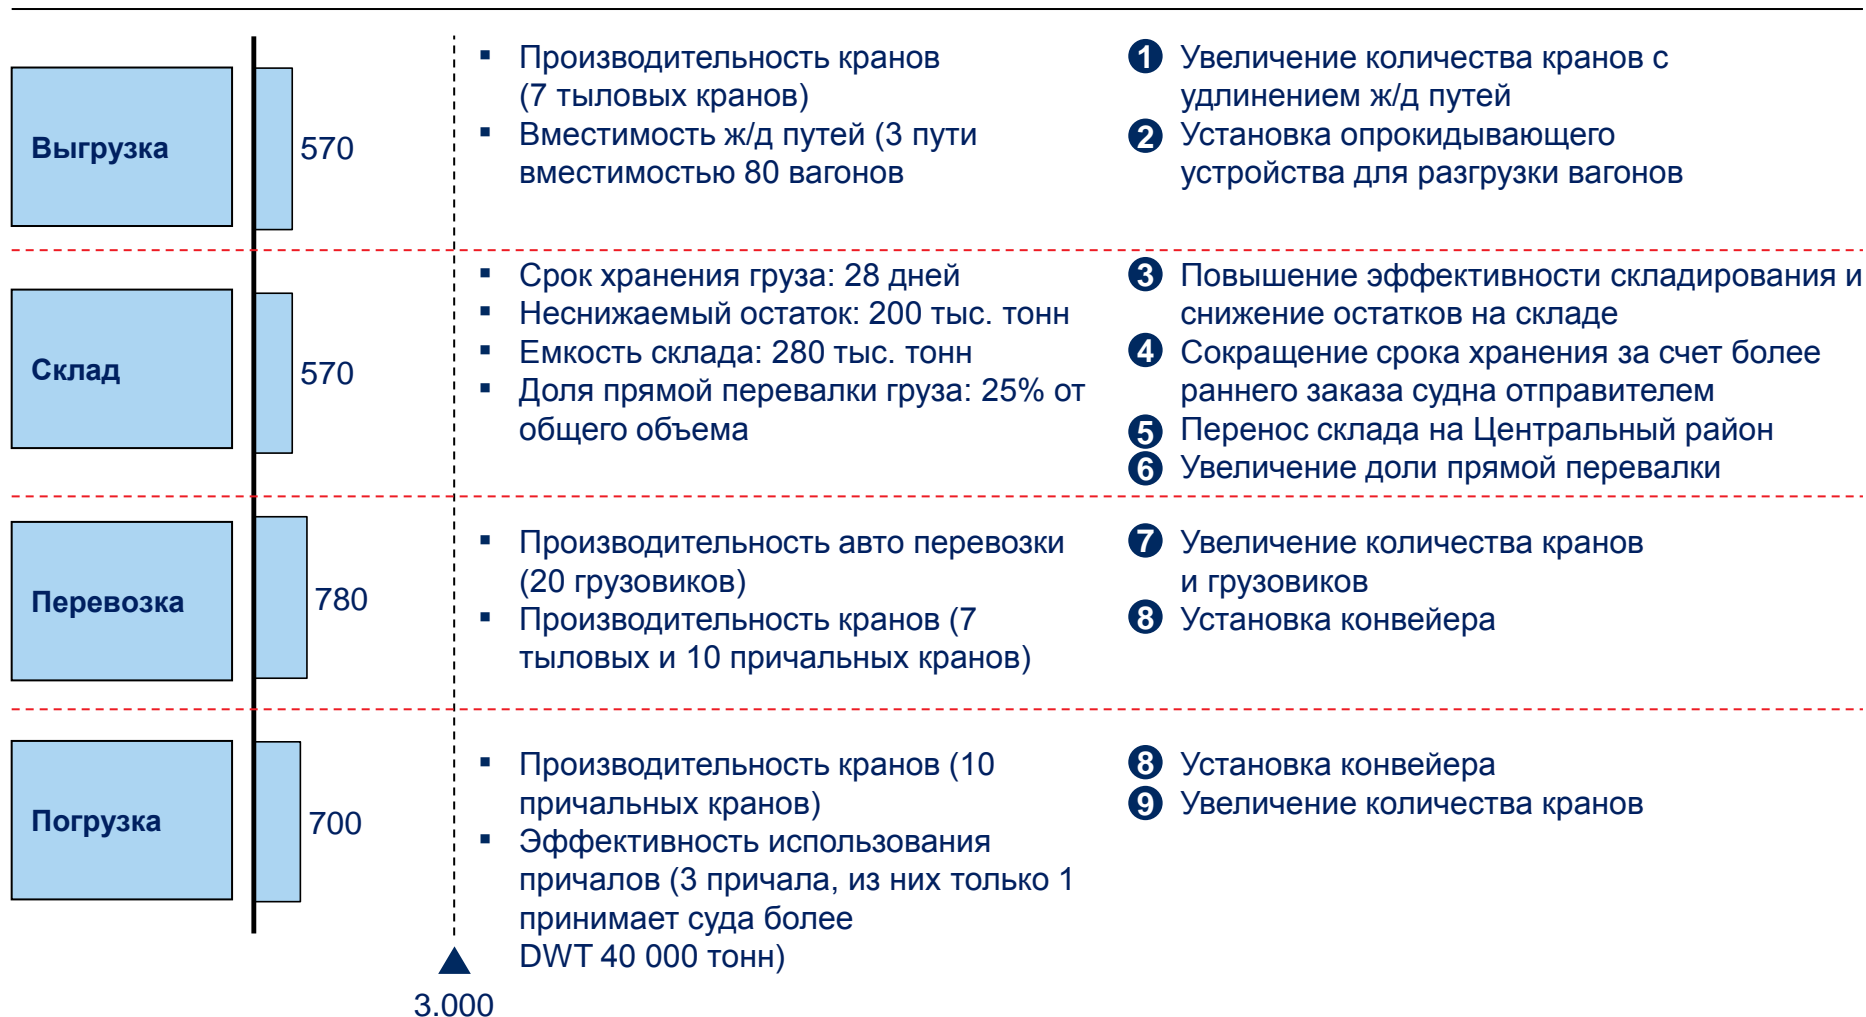 Выгрузка
570
▪ Производительность кранов
(7 тыловых кранов)
▪ Вместимость ж/д путей (3 пути
вместимостью 80 вагонов
1 Увеличение количества кранов с
удлинением ж/д путей
2 Установка опрокидывающего
устройства для разгрузки вагонов
Склад
570
▪ Срок хранения груза: 28 дней
▪ Неснижаемый остаток: 200 тыс. тонн
▪ Емкость склада: 280 тыс. тонн
▪ Доля прямой перевалки груза: 25% от
общего объема
3 Повышение эффективности складирования и
снижение остатков на складе
4 Сокращение срока хранения за счет более
раннего заказа судна отправителем
5 Перенос склада на Центральный район
6 Увеличение доли прямой перевалки
Перевозка
780
▪ Производительность авто перевозки
(20 грузовиков)
▪ Производительность кранов (7
тыловых и 10 причальных кранов)
7 Увеличение количества кранов
и грузовиков
8 Установка конвейера
Погрузка
700
▪ Производительность кранов (10
причальных кранов)
▪ Эффективность использования
причалов (3 причала, из них только 1
принимает суда более
DWT 40 000 тонн)
8 Установка конвейера
9 Увеличение количества кранов
3.000